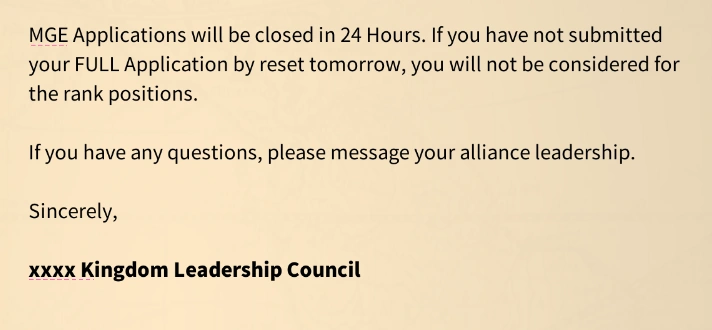 MGE Applications will be closed in 24 Hours. If you have not submitted
your FULL Application by reset tomorrow, you will not be considered for
the rank positions.
If you have any questions, please message your alliance leadership.
Sincerely,
xxxx Kingdom Leadership Council